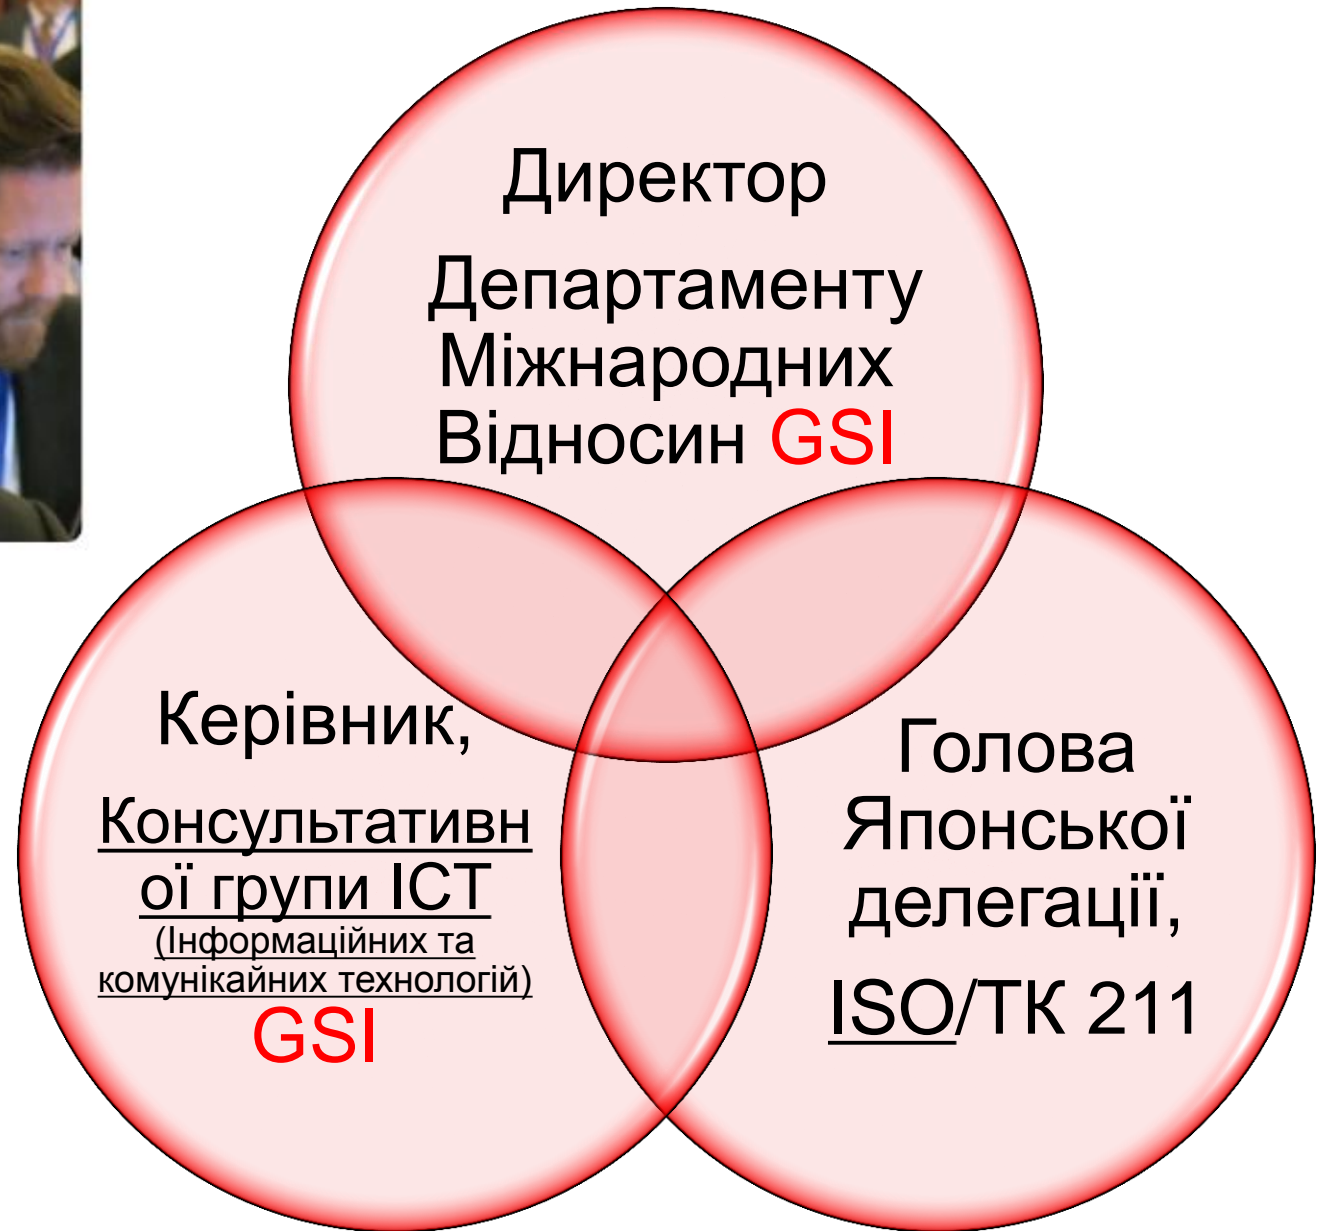 Директор
Департаменту
Міжнародних
Відносин GSI
Керівник,
Консультативн
ої групи ІСТ
(Інформаційних та
комунікайних технологій)
GSI
Голова
Японської
делегації,
ISO/ТК 211